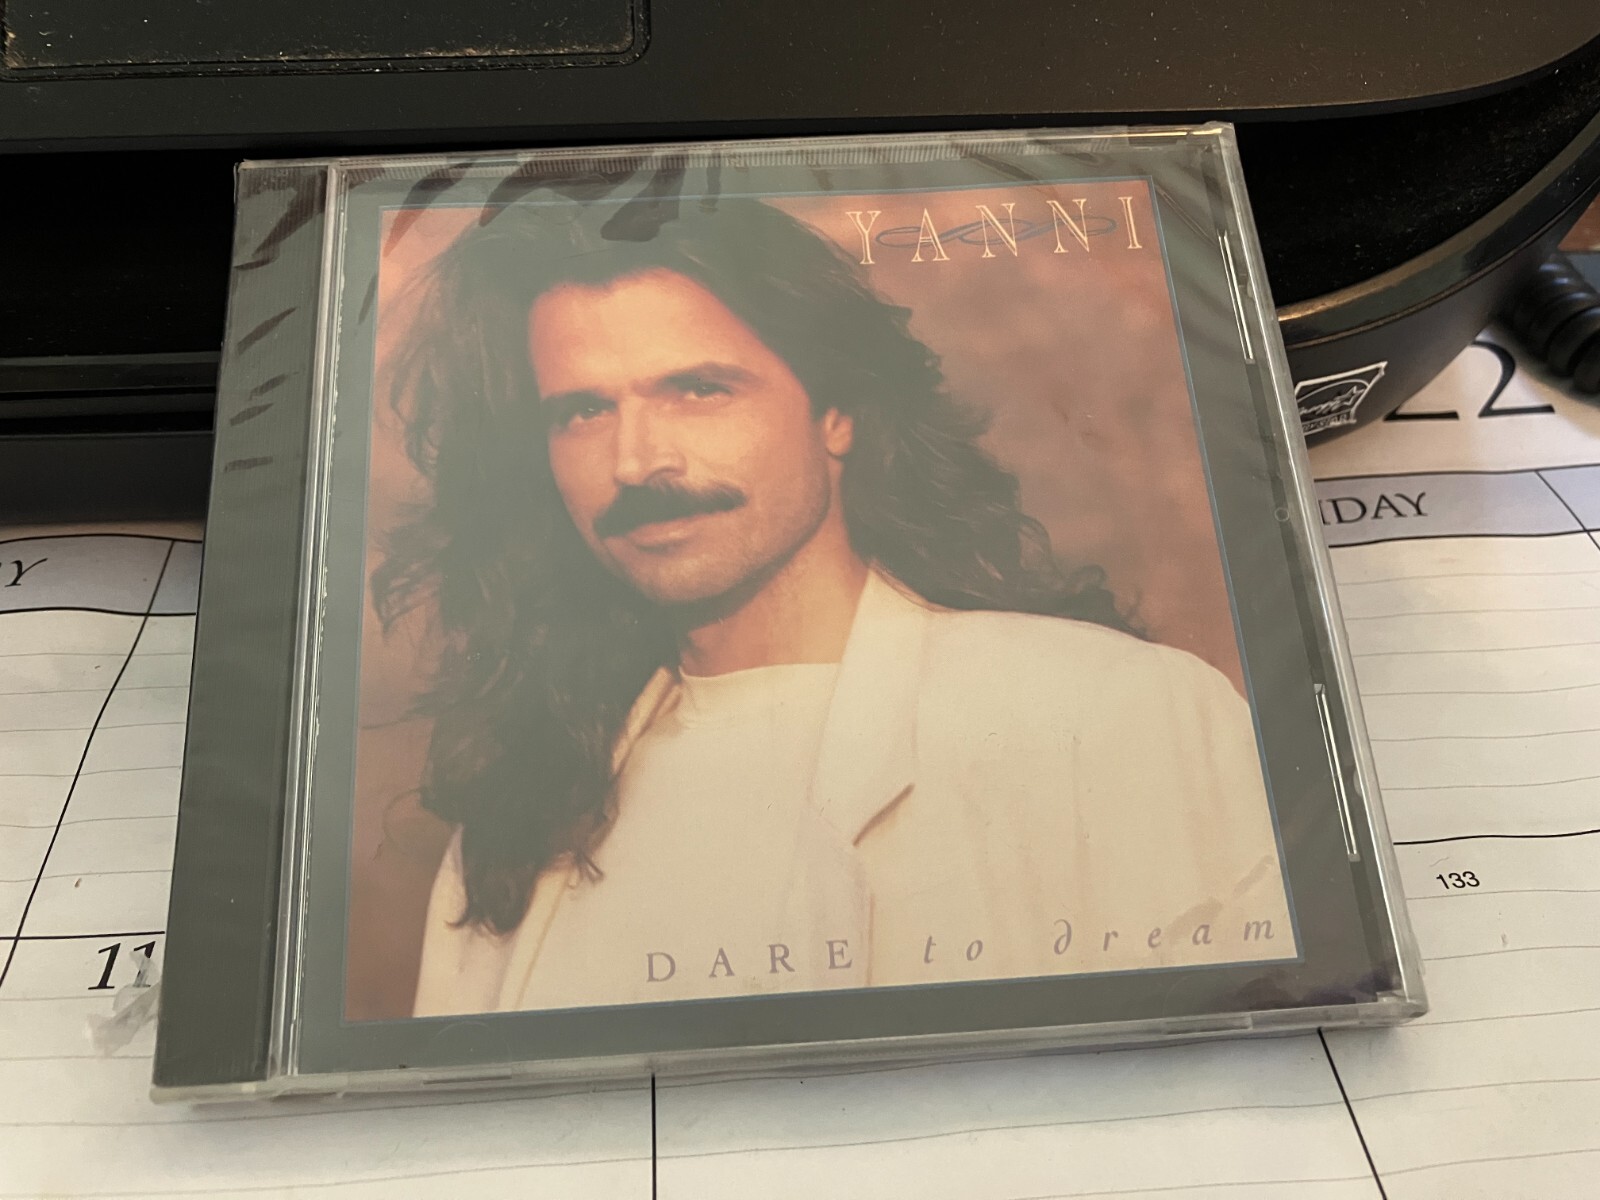 YANNI
22
IDAY
Y
DARE to dream
133
11